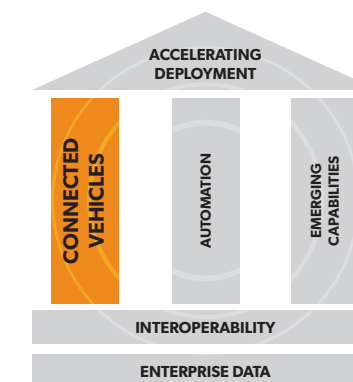 ACCELERATING
DEPLOYMENT
CONNECTED
VEHICLES
AUTOMATION
EMERGING
CAPABILITIES
INTEROPERABILITY
ENTERPRISE DATA